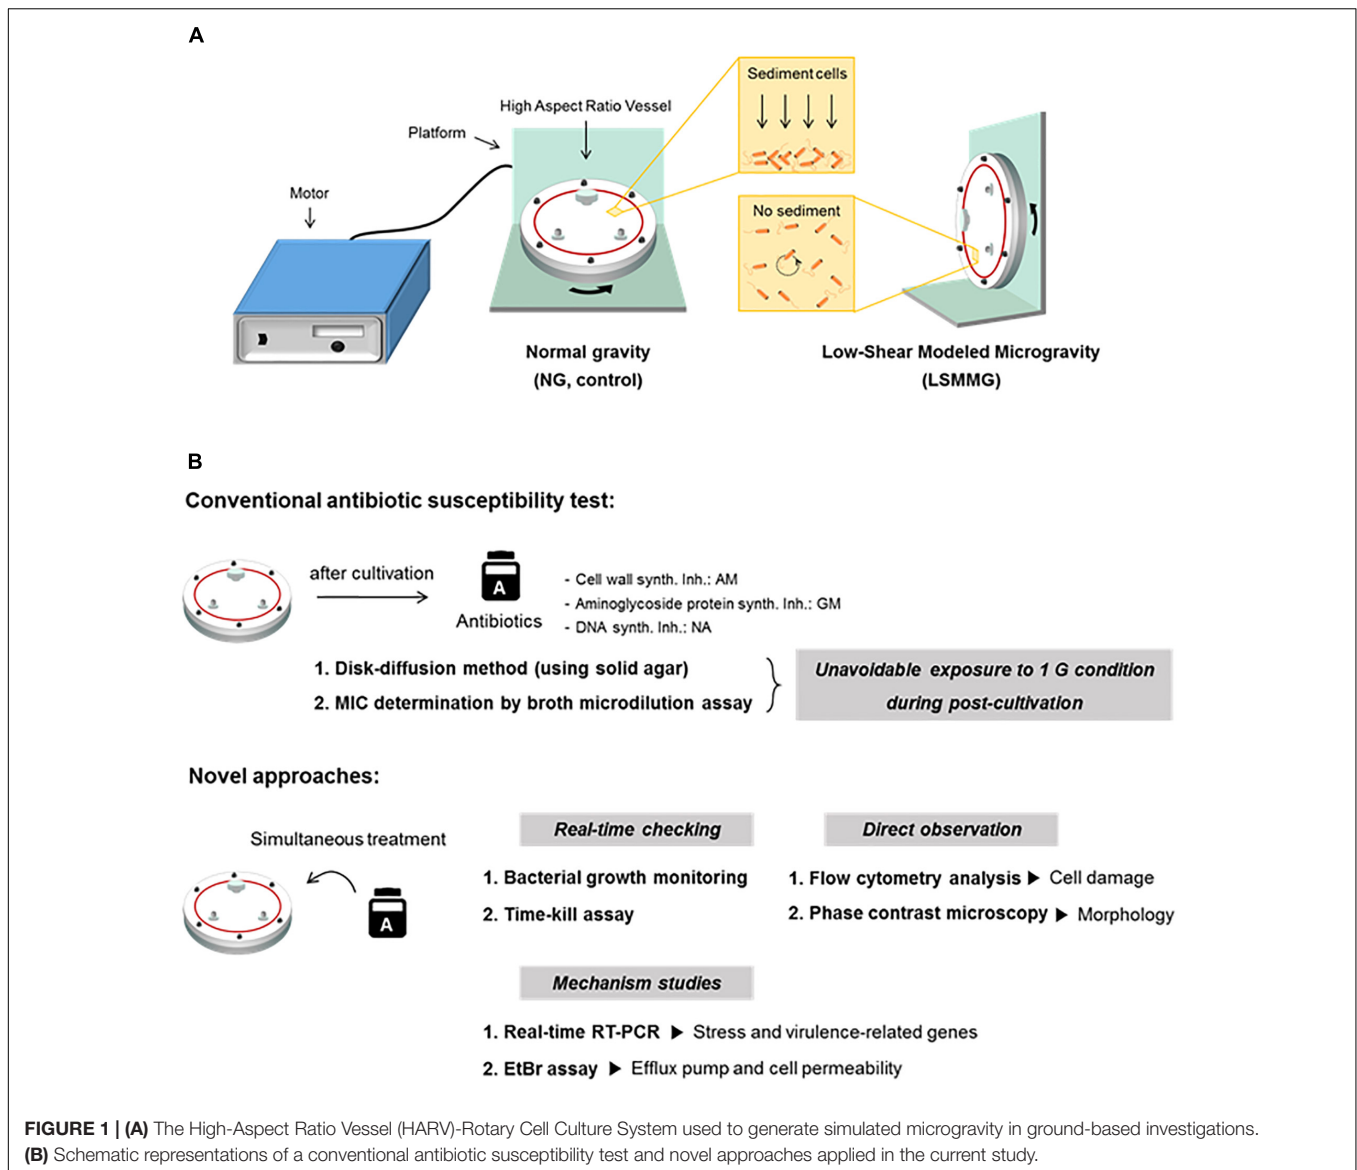 A
High Aspect Ratio Vessel
Platform
Motor
Sediment cells
No sediment
Normal gravity
(NG, control)
Low-Shear Modeled Microgravity
(LSMMG)
B
Conventional antibiotic susceptibility test:
after cultivation
A
Antibiotics
- Cell wall synth. Inh.: AM
- Aminoglycoside protein synth. Inh.: GM
- DNA synth. Inh.: NA
1. Disk-diffusion method (using solid agar)
2. MIC determination by broth microdilution assay
Unavoidable exposure to 1 G condition
during post-cultivation
Novel approaches:
Simultaneous treatment
A
Real-time checking
1. Bacterial growth monitoring
2. Time-kill assay
Direct observation
1. Flow cytometry analysis ▶ Cell damage
2. Phase contrast microscopy ▶ Morphology
Mechanism studies
1. Real-time RT-PCR ▶ Stress and virulence-related genes
2. EtBr assay ▶ Efflux pump and cell permeability
FIGURE 1 | (A) The High-Aspect Ratio Vessel (HARV)-Rotary Cell Culture System used to generate simulated microgravity in ground-based investigations.
(B) Schematic representations of a conventional antibiotic susceptibility test and novel approaches applied in the current study.